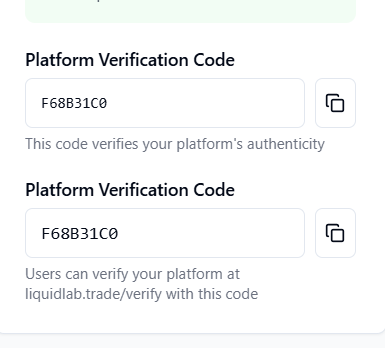 Platform Verification Code
F68B31C0
This code verifies your platform's authenticity
Platform Verification Code
F68B31C0
Users can verify your platform at
liquidlab.trade/verify with this code